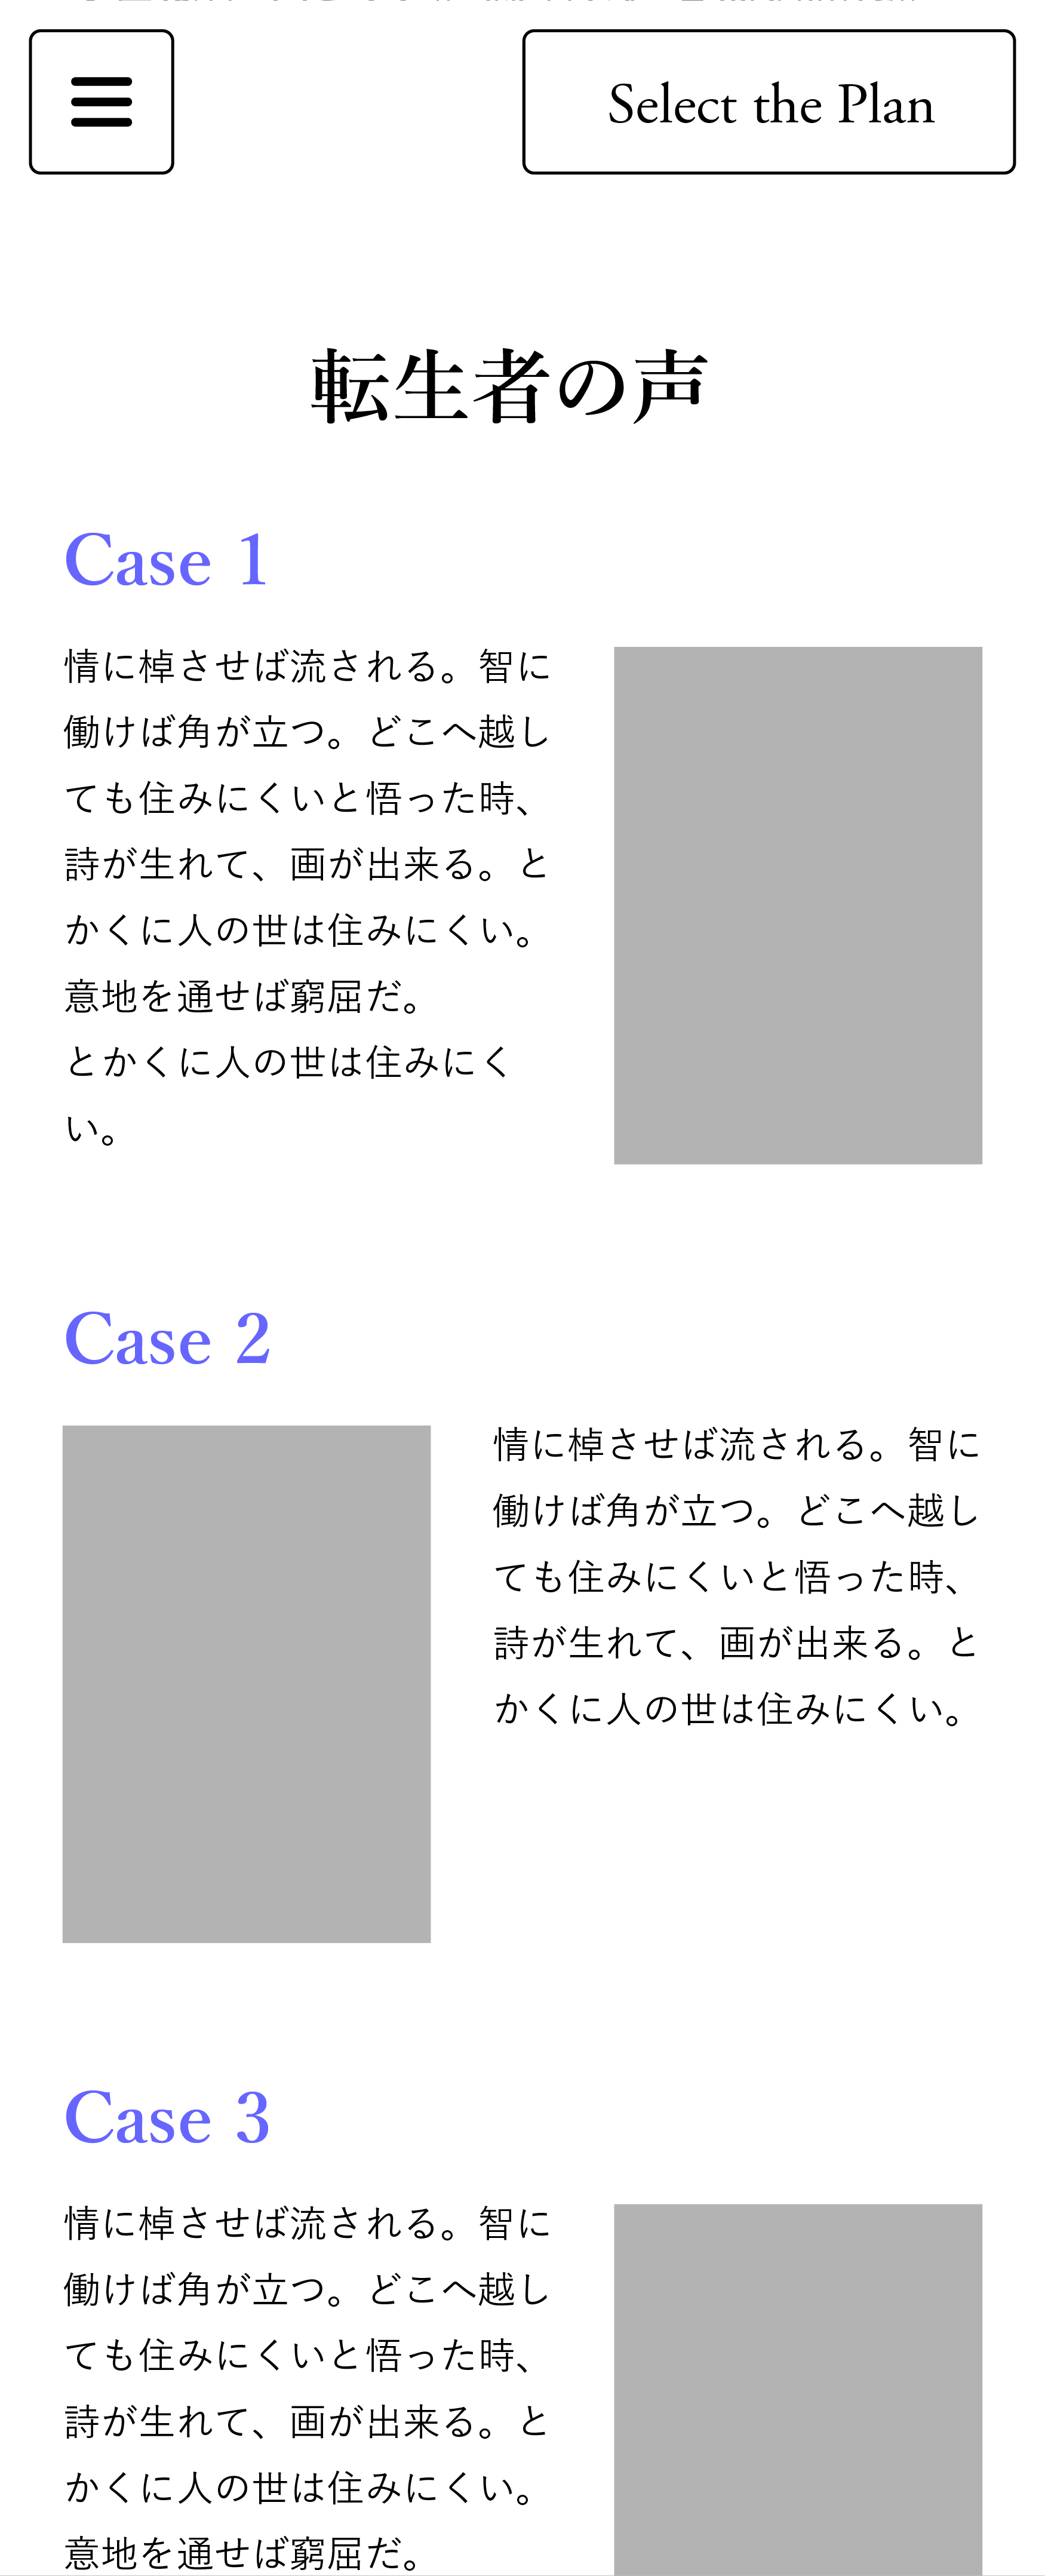 Select the Plan
転生者の声
Case 1
情に棹させば流される。智に
働けば角が立つ。どこへ越し
ても住みにくいと悟った時、
詩が生れて、画が出来る。と
かくに人の世は住みにくい。
意地を通せば窮屈だ。
とかくに人の世は住みにく
い。
Case 2
情に棹させば流される。智に
働けば角が立つ。どこへ越し
ても住みにくいと悟った時、
詩が生れて、画が出来る。と
かくに人の世は住みにくい。
Case 3
情に棹させば流される。智に
働けば角が立つ。どこへ越し
ても住みにくいと悟った時、
詩が生れて、画が出来る。と
かくに人の世は住みにくい。
意地を通せば窮屈だ。